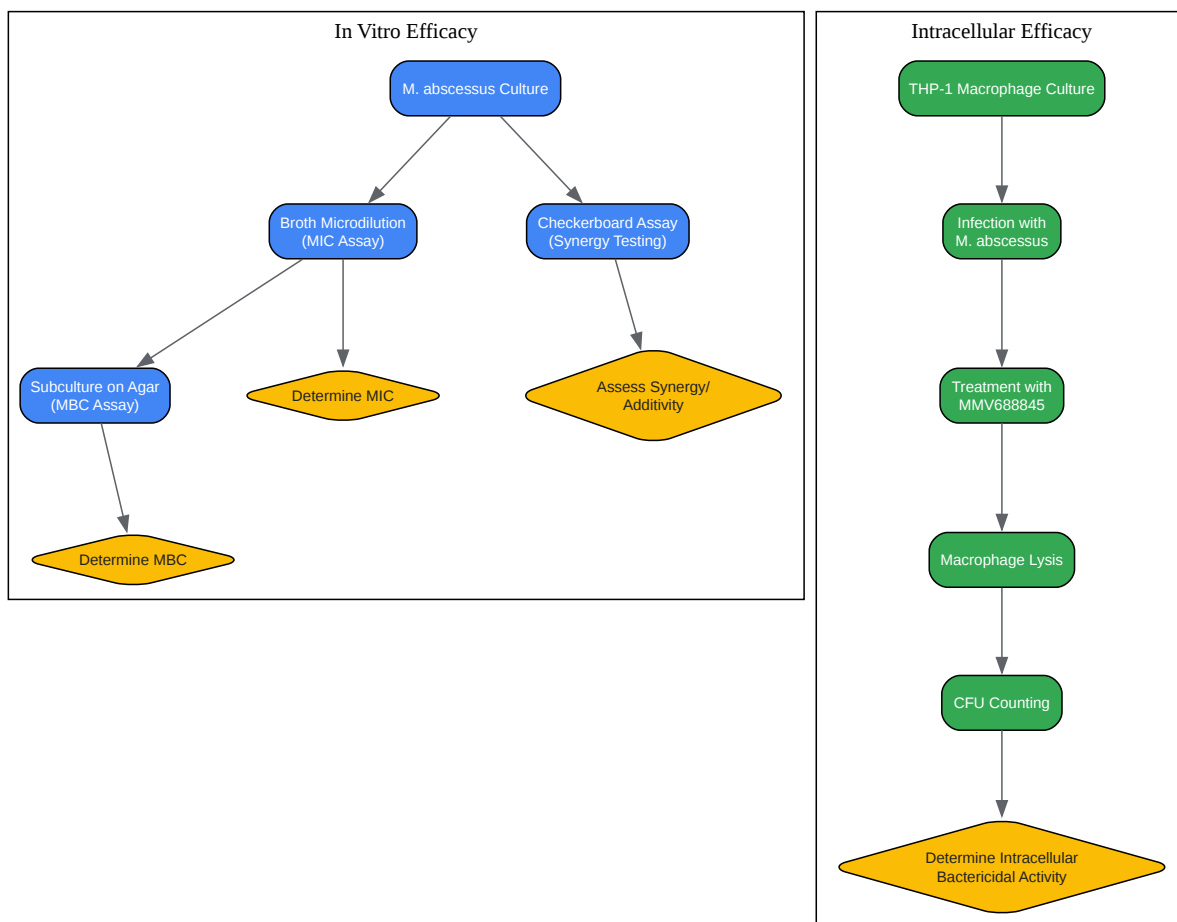 In Vitro Efficacy
M. abscessus Culture
Broth Microdilution
(MIC Assay)
Checkerboard Assay
(Synergy Testing)
Subculture on Agar
(MBC Assay)
Determine MIC
Assess Synergy/
Additivity
Determine MBC
Intracellular Efficacy
THP-1 Macrophage Culture
Infection with
M. abscessus
Treatment with
MMV688845
Macrophage Lysis
CFU Counting
Determine Intracellular
Bactericidal Activity